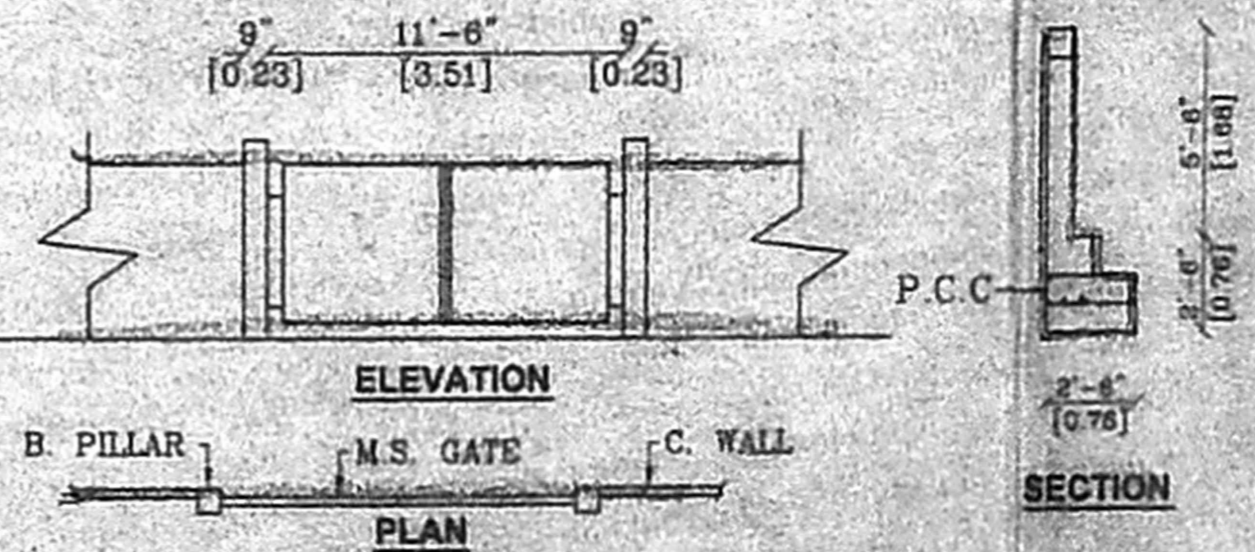 9" 11'-6" 9"
[0.23] [3.51] [0.23]
5'-6"
[1.68]
2'-6"
[0.76]
P.C.C
2'-6"
[0.76]
ELEVATION
B. PILLAR M.S. GATE C. WALL
PLAN
SECTION